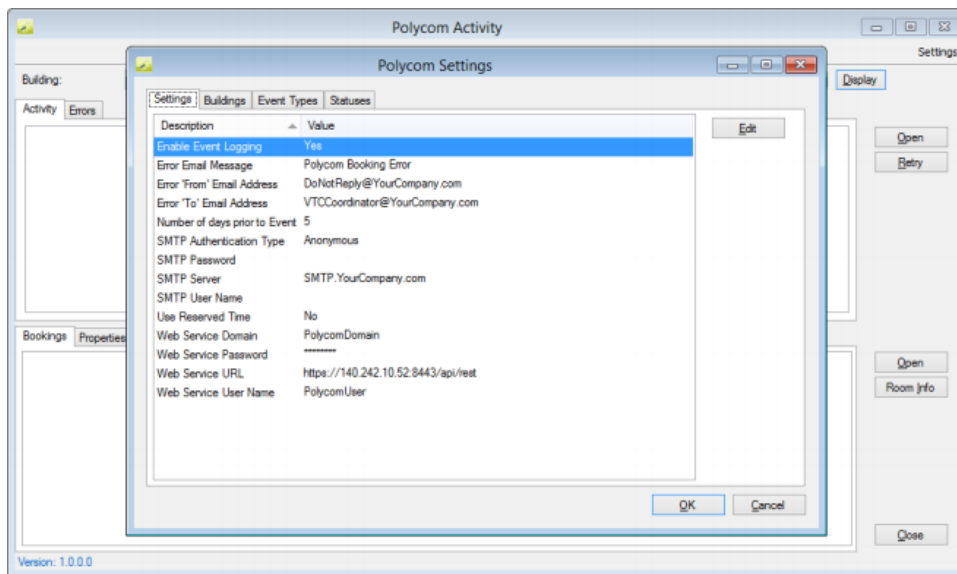 Polycom Activity
Settings
Polycom Settings
Building:
Display
Activity Errors
Settings Buildings Event Types Statuses
Description Value
Edit
Enable Event Logging Yes
Error Email Message Polycom Booking Error
Error 'From' Email Address DoNotReply@YourCompany.com
Error 'To' Email Address VTCCoordinator@YourCompany.com
Number of days prior to Event 5
SMTP Authentication Type Anonymous
SMTP Password
SMTP Server SMTP.YourCompany.com
SMTP User Name
Use Reserved Time No
Web Service Domain PolycomDomain
Web Service Password ********
Web Service URL https://140.242.10.52:8443/api/rest
Web Service User Name PolycomUser
Open
Retry
Bookings Properties
Open
Room Info
OK Cancel
Close
Version: 1.0.0.0